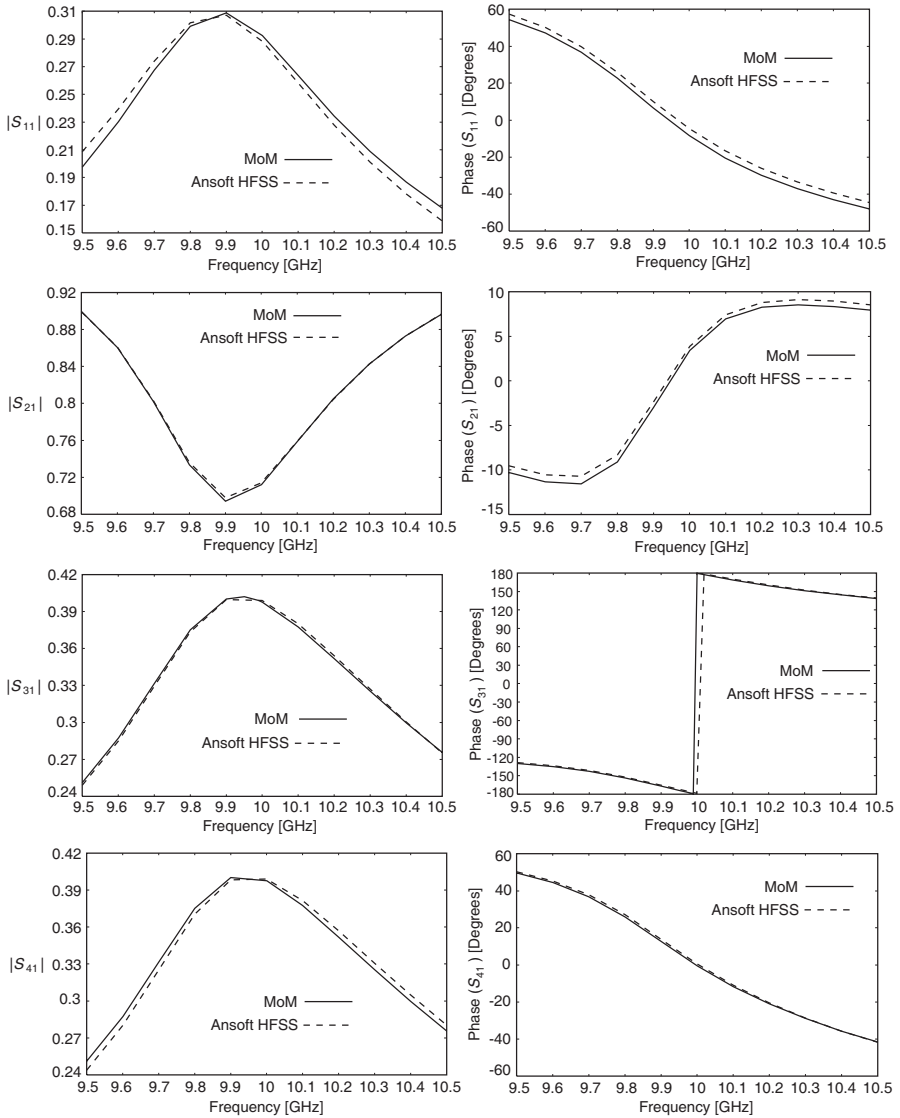 0.31
0.29
0.27
0.25
0.23
|S11|
0.21
0.19
0.17
0.15
MoM
Ansoft HFSS
9.5 9.6 9.7 9.8 9.9 10 10.1 10.2 10.3 10.4 10.5
Frequency [GHz]
60
40
20
0
-20
-40
-60
Phase (S11) [Degrees]
MoM
Ansoft HFSS
9.5 9.6 9.7 9.8 9.9 10 10.1 10.2 10.3 10.4 10.5
Frequency [GHz]
0.92
0.88
0.84
0.8
|S21|
0.76
0.72
0.68
MoM
Ansoft HFSS
9.5 9.6 9.7 9.8 9.9 10 10.1 10.2 10.3 10.4 10.5
Frequency [GHz]
10
5
0
-5
-10
-15
Phase (S21) [Degrees]
MoM
Ansoft HFSS
9.5 9.6 9.7 9.8 9.9 10 10.1 10.2 10.3 10.4 10.5
Frequency [GHz]
0.42
0.39
0.36
0.33
|S31|
0.3
0.27
0.24
MoM
Ansoft HFSS
9.5 9.6 9.7 9.8 9.9 10 10.1 10.2 10.3 10.4 10.5
Frequency [GHz]
180
150
120
90
60
30
0
-30
-60
-90
-120
-150
-180
Phase (S31) [Degrees]
MoM
Ansoft HFSS
9.5 9.6 9.7 9.8 9.9 10 10.1 10.2 10.3 10.4 10.5
Frequency [GHz]
0.42
0.39
0.36
0.33
|S41|
0.3
0.27
0.24
MoM
Ansoft HFSS
9.5 9.6 9.7 9.8 9.9 10 10.1 10.2 10.3 10.4 10.5
Frequency [GHz]
60
40
20
0
-20
-40
-60
Phase (S41) [Degrees]
MoM
Ansoft HFSS
9.5 9.6 9.7 9.8 9.9 10 10.1 10.2 10.3 10.4 10.5
Frequency [GHz]